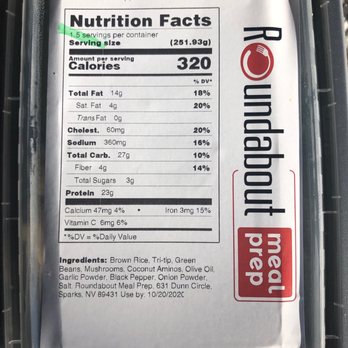 Nutrition Facts
1.5 servings per container
Serving size (251.93g)
Amount per serving
Calories 320
% DV*
Total Fat 14g 18%
Sat. Fat 4g 20%
Trans Fat 0g
Cholest. 60mg 20%
Sodium 360mg 16%
Total Carb. 27g 10%
Fiber 4g 14%
Total Sugars 3g
Protein 23g
Calcium 47mg 4% • Iron 3mg 15%
Vitamin C 6mg 6%
*%DV = %Daily Value
Ingredients: Brown Rice, Tri-tip, Green
Beans, Mushrooms, Coconut Aminos, Olive Oil,
Garlic Powder, Black Pepper, Onion Powder,
Salt. Roundabout Meal Prep. 631 Dunn Circle,
Sparks, NV 89431 Use by: 10/20/2020
Roundabout
meal
prep